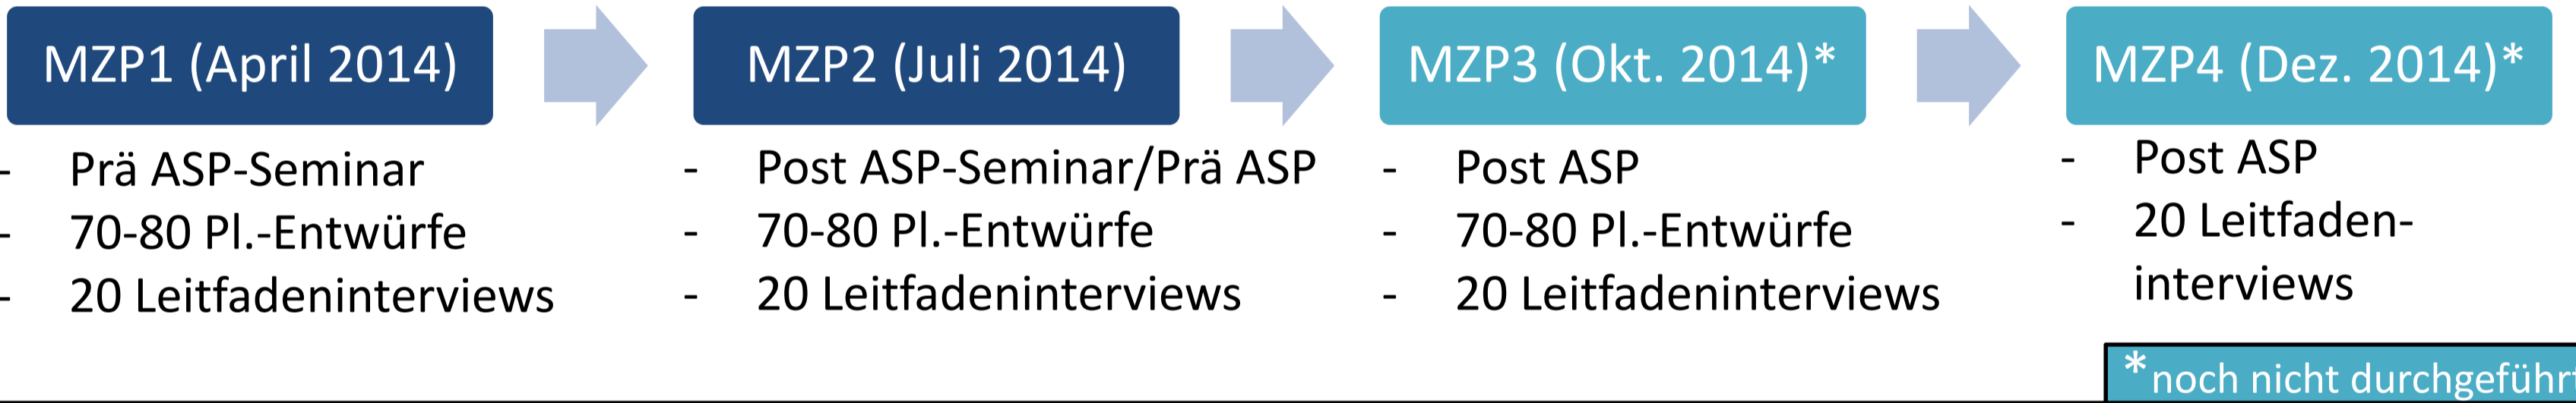 MZP1 (April 2014)
- Prä ASP-Seminar
- 70-80 Pl.-Entwürfe
- 20 Leitfadeninterviews
MZP2 (Juli 2014)
- Post ASP-Seminar/Prä ASP
- 70-80 Pl.-Entwürfe
- 20 Leitfadeninterviews
MZP3 (Okt. 2014)*
- Post ASP
- 70-80 Pl.-Entwürfe
- 20 Leitfadeninterviews
MZP4 (Dez. 2014)*
- Post ASP
- 20 Leitfaden-
interviews
*noch nicht durchgeführt